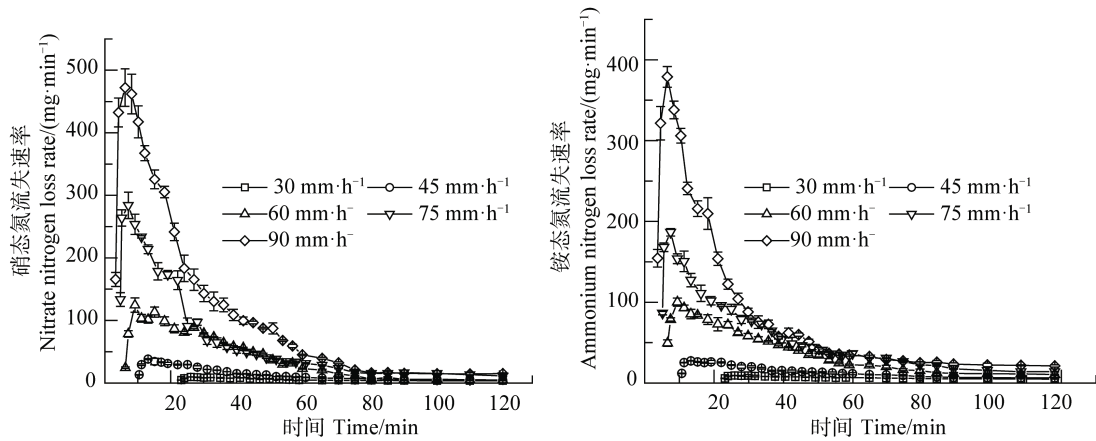 硝态氮流失速率
Nitrate nitrogen loss rate/(mg·min⁻¹)
500
400
300
200
100
0
30 mm·h⁻¹ 45 mm·h⁻¹
60 mm·h⁻ 75 mm·h⁻¹
90 mm·h⁻
20 40 60 80 100 120
时间 Time/min
铵态氮流失速率
Ammonium nitrogen loss rate/(mg·min⁻¹)
400
300
200
100
0
30 mm·h⁻¹ 45 mm·h⁻¹
60 mm·h⁻ 75 mm·h⁻¹
90 mm·h⁻
20 40 60 80 100 120
时间 Time/min